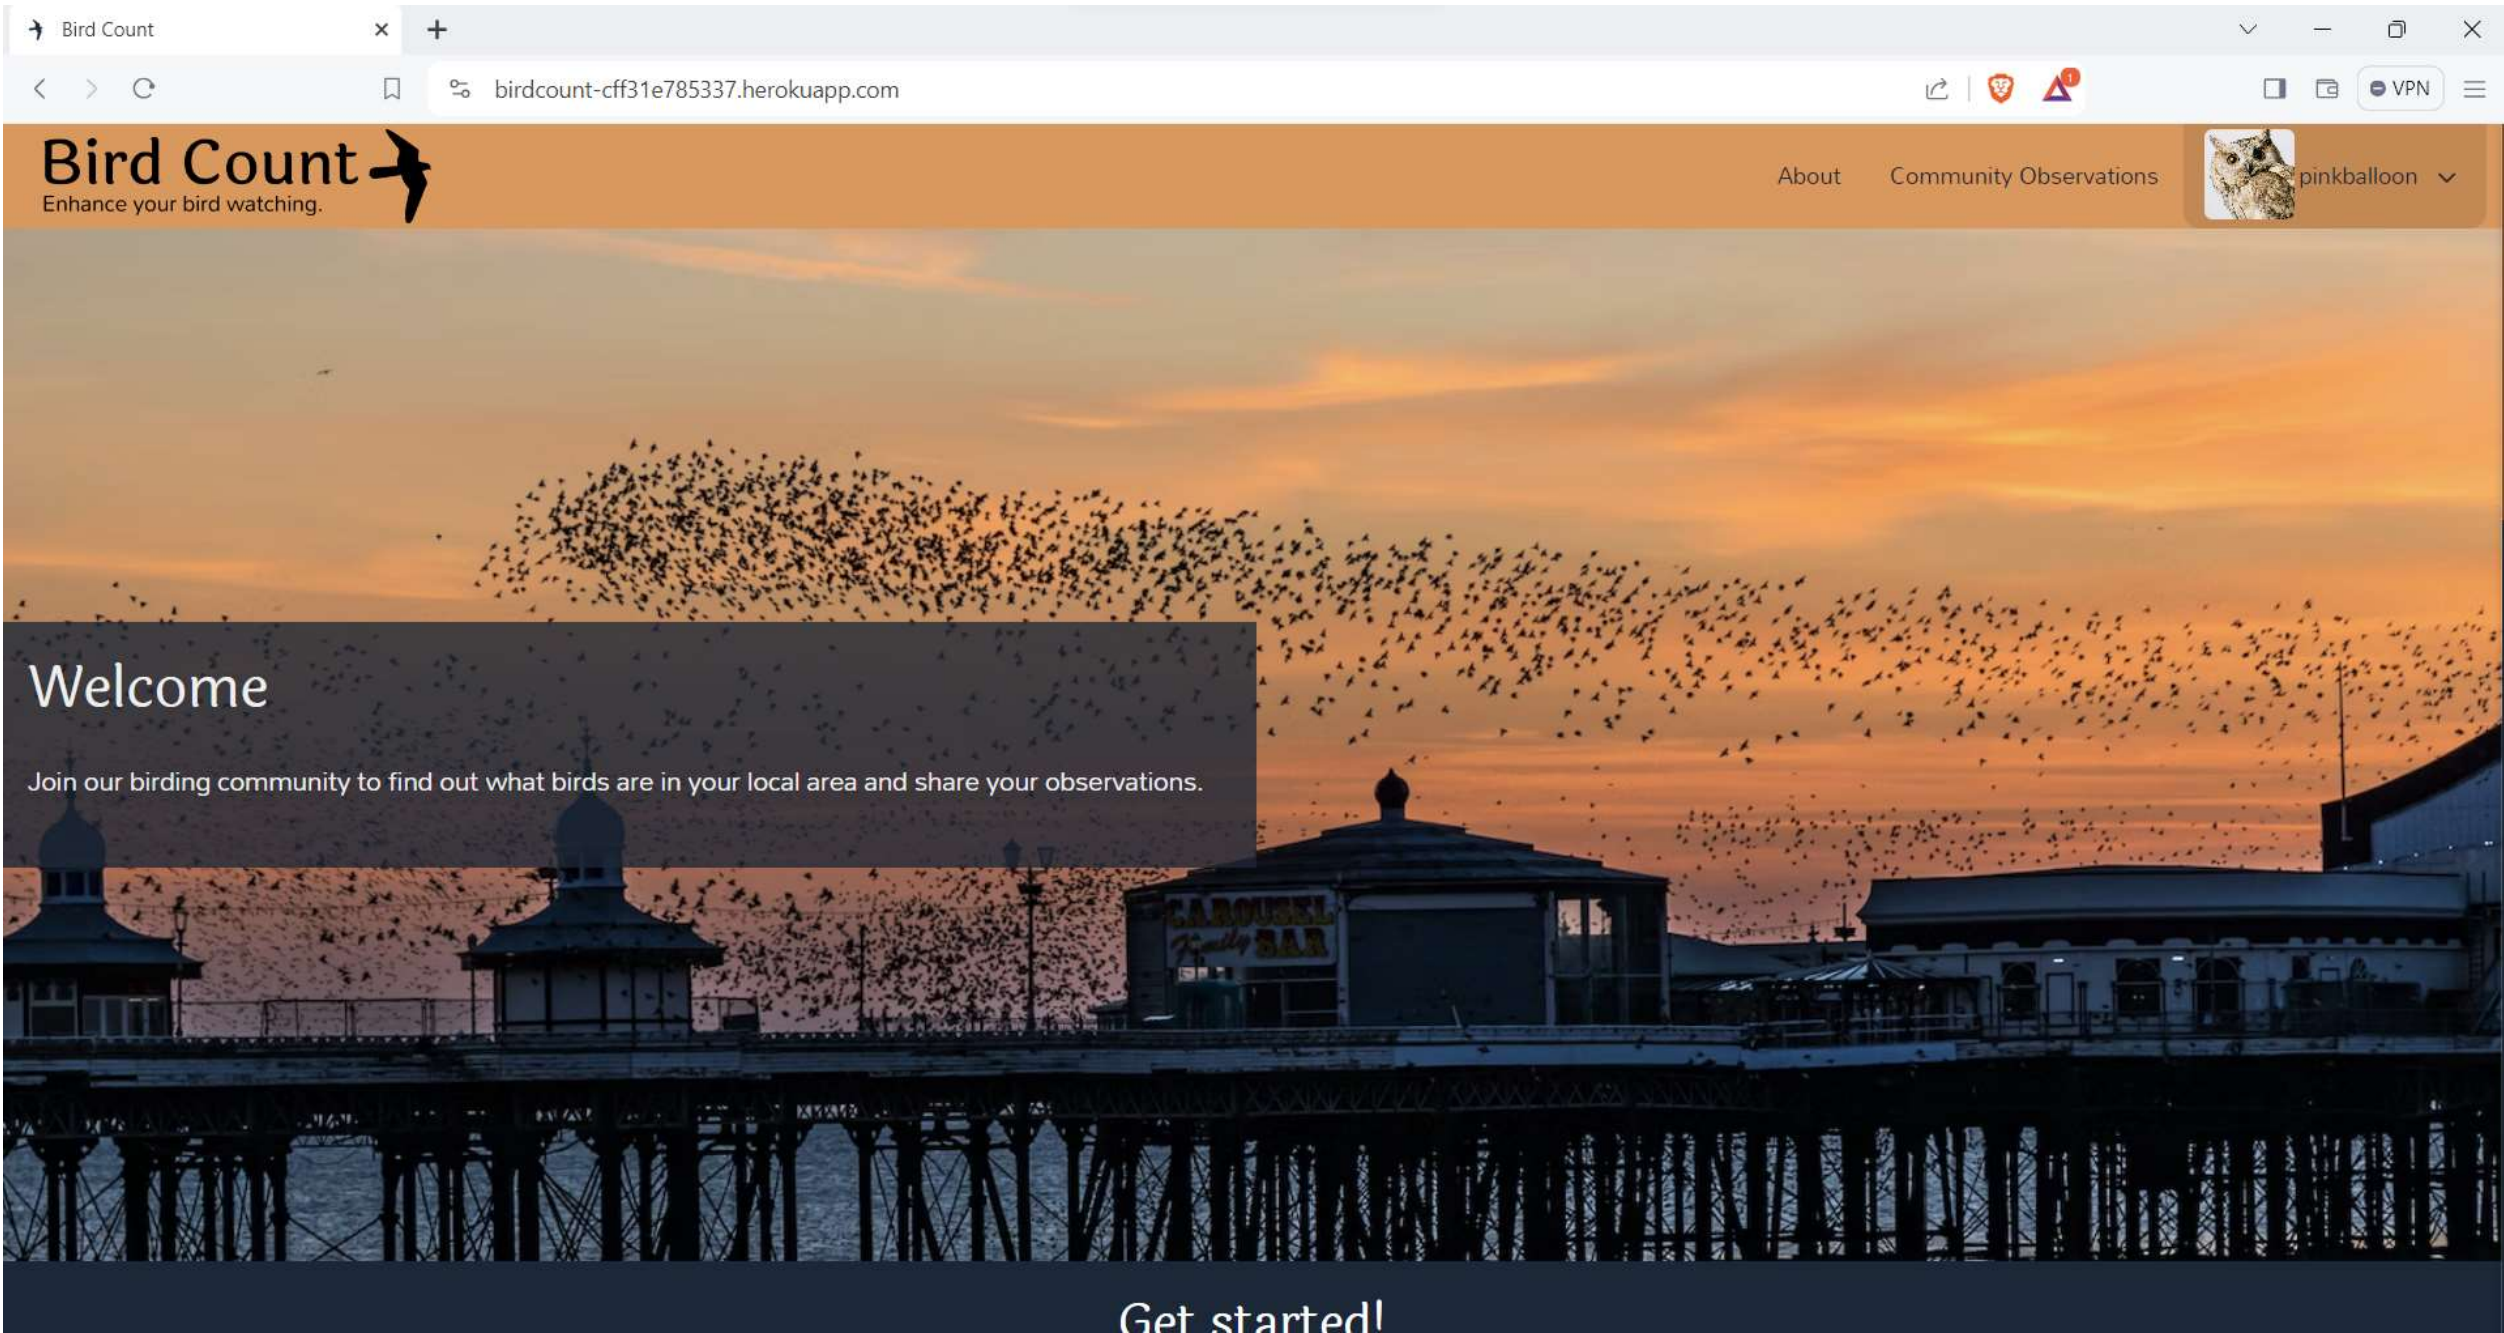 Bird Count
birdcount-cff31e785337.herokuapp.com
1
VPN
Bird Count
Enhance your bird watching.
About
Community Observations
pinkballoon
Welcome
Join our birding community to find out what birds are in your local area and share your observations.
CAROUSEL
Family BAR
Get started!